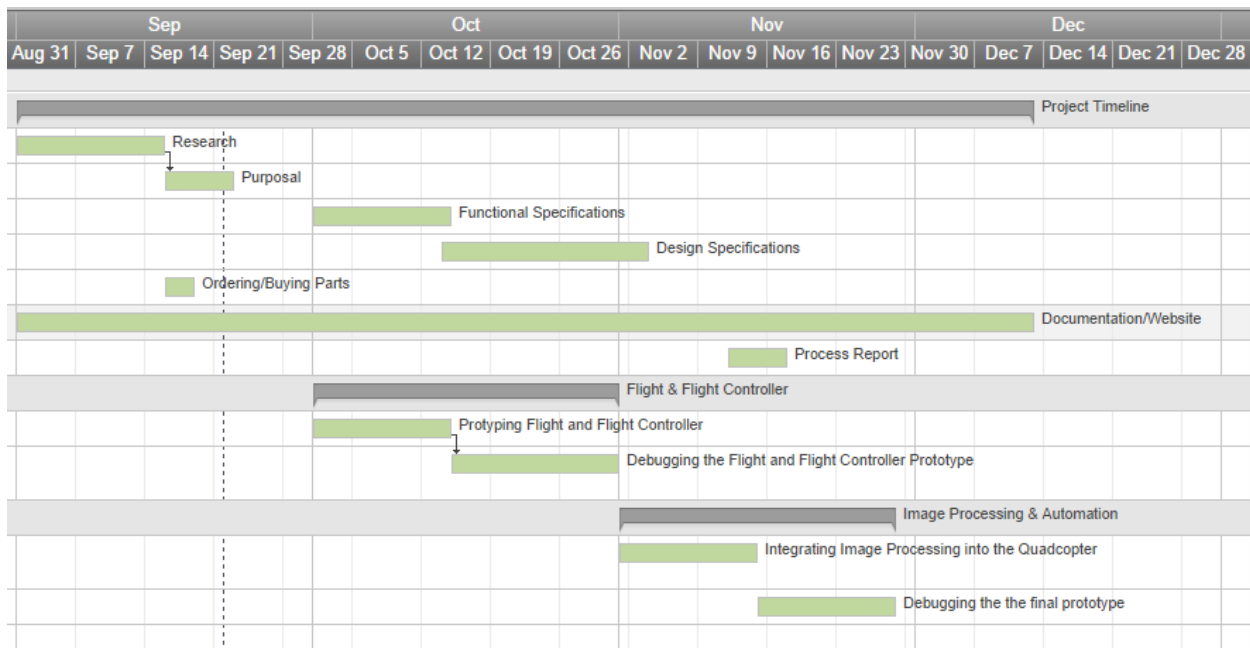 Sep Oct Nov Dec
Aug 31 Sep 7 Sep 14 Sep 21 Sep 28 Oct 5 Oct 12 Oct 19 Oct 26 Nov 2 Nov 9 Nov 16 Nov 23 Nov 30 Dec 7 Dec 14 Dec 21 Dec 28
Project Timeline
Research
Purposal
Functional Specifications
Design Specifications
Ordering/Buying Parts
Documentation/Website
Process Report
Flight & Flight Controller
Protyping Flight and Flight Controller
Debugging the Flight and Flight Controller Prototype
Image Processing & Automation
Integrating Image Processing into the Quadcopter
Debugging the the final prototype